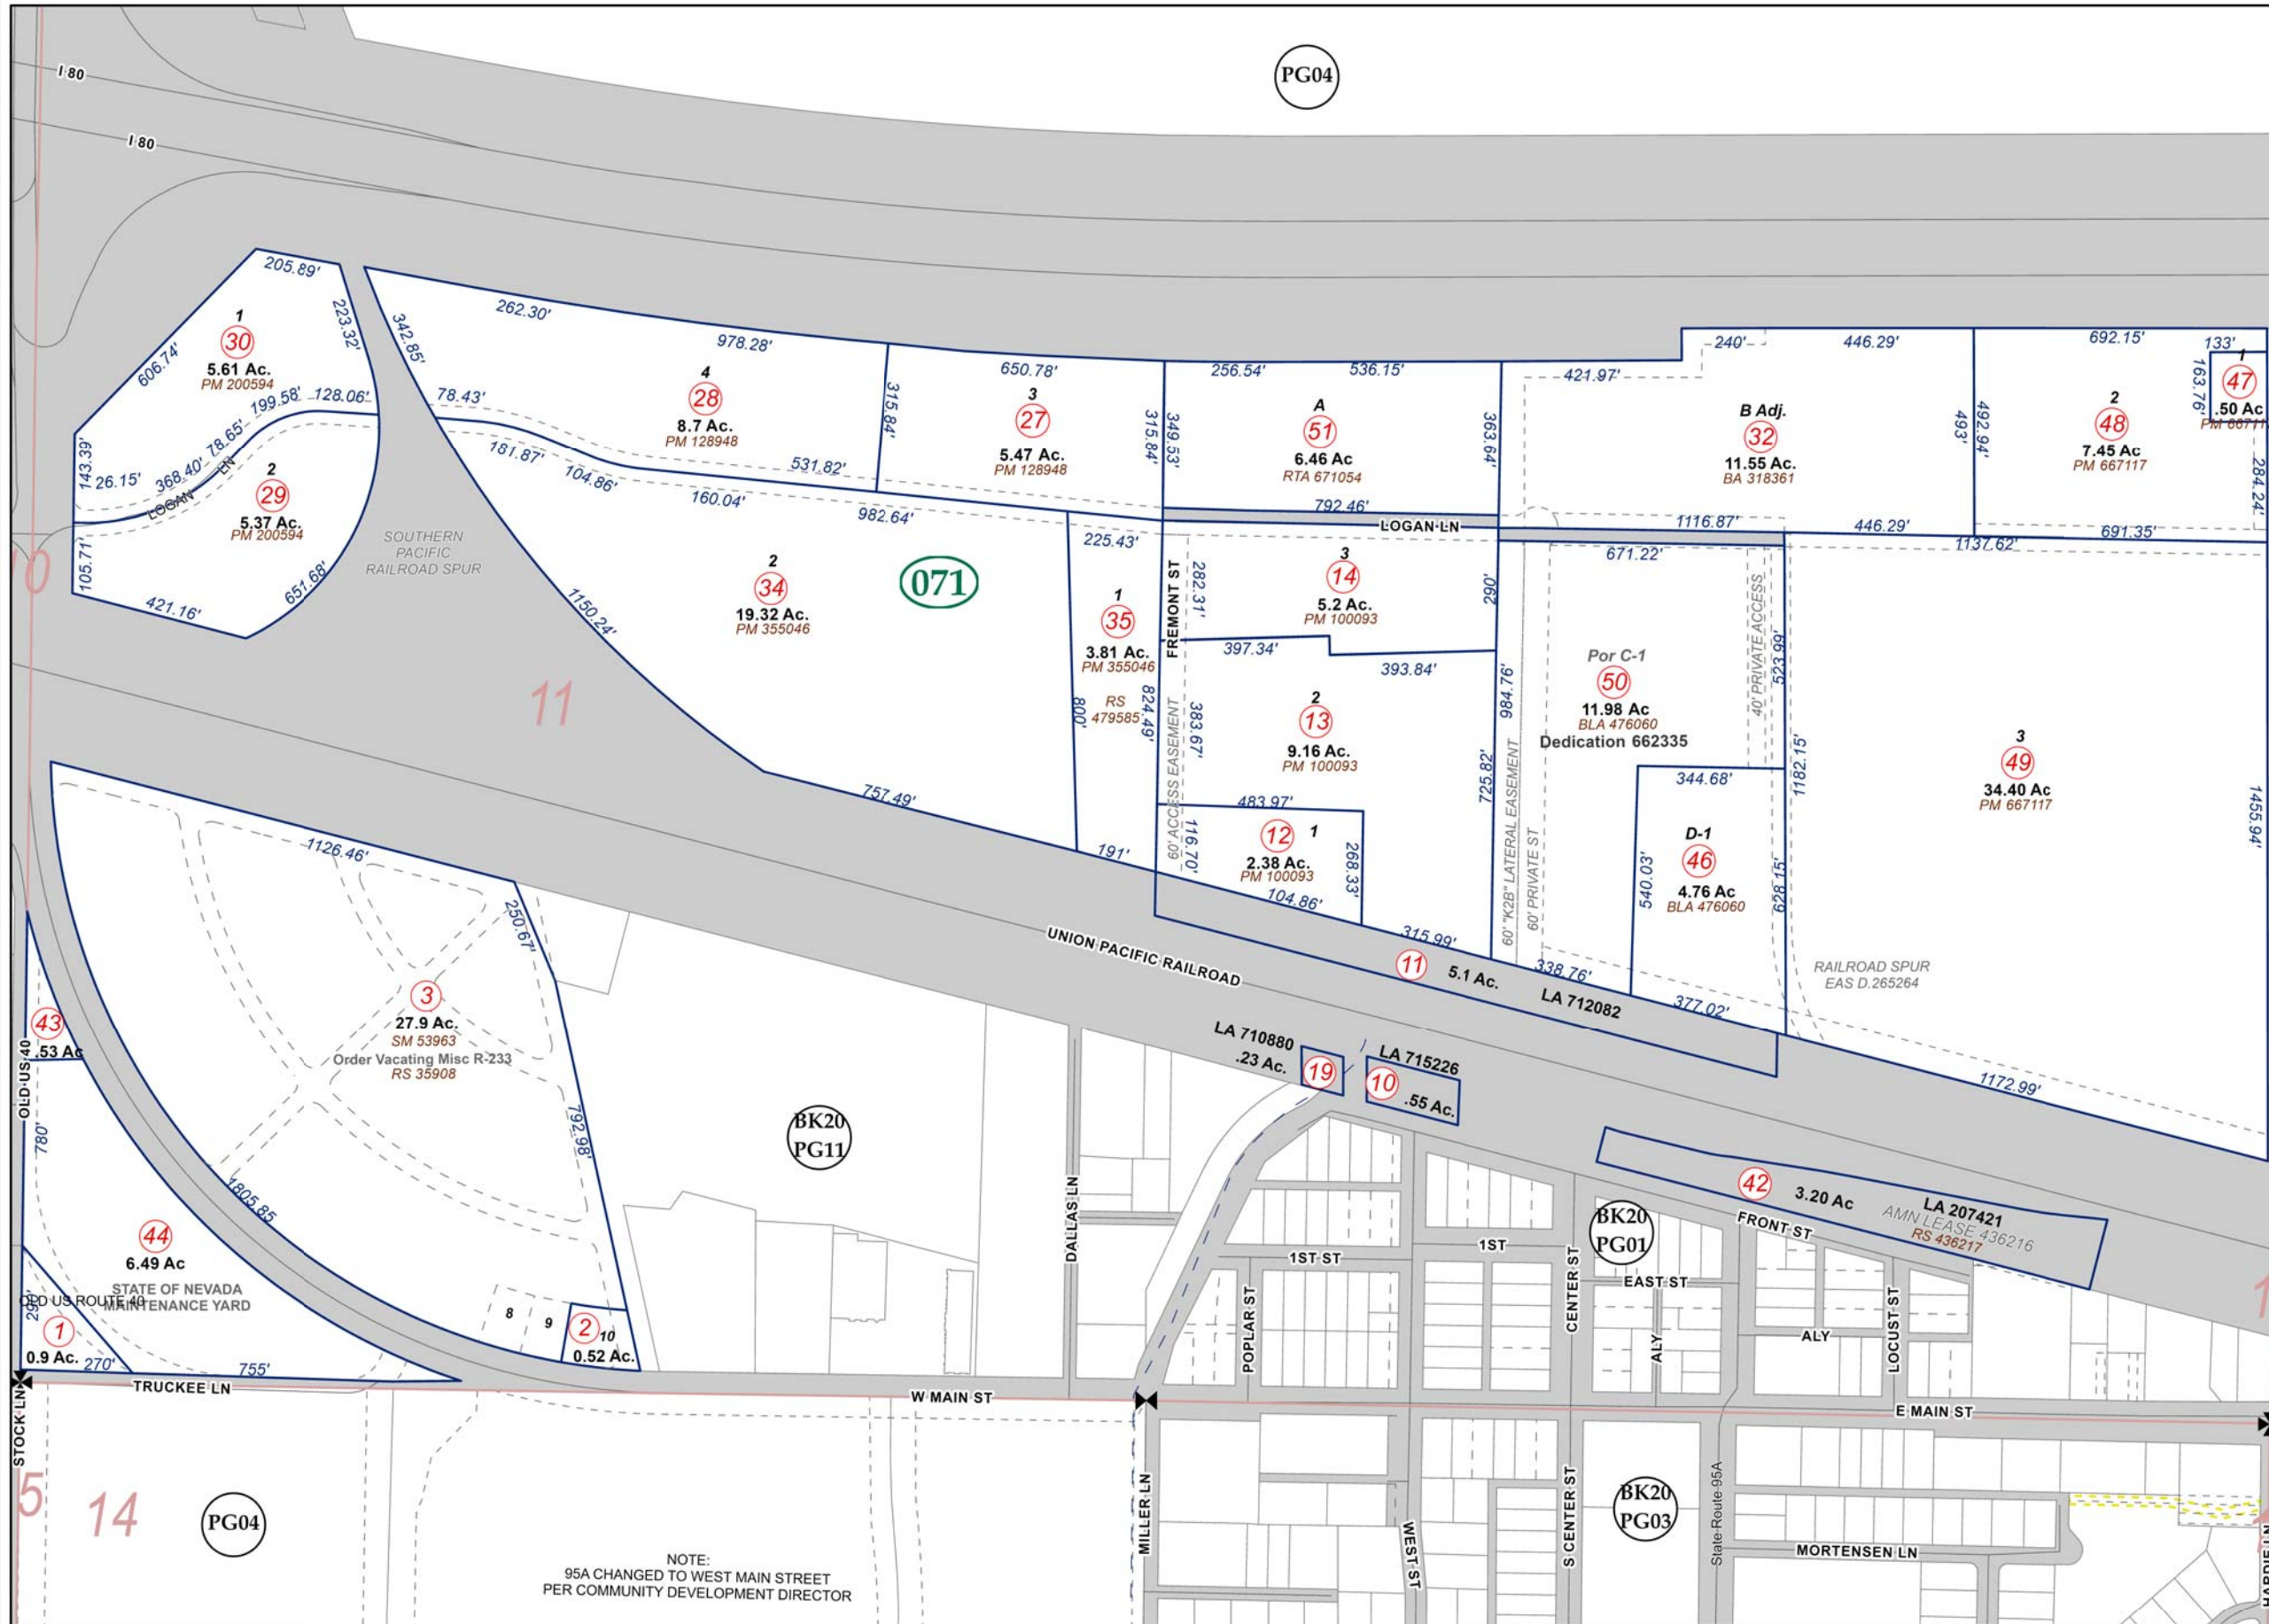 PG04
I 80
I 80
205.89'
606.74'
1
30
5.61 Ac.
PM 200594
223.32'
143.39'
26.15'
368.40'
78.65'
199.58'
128.06'
LOGAN LN
2
29
5.37 Ac.
PM 200594
105.71'
421.16'
651.68'
SOUTHERN
PACIFIC
RAILROAD SPUR
342.85'
262.30'
978.28'
78.43'
4
28
8.7 Ac.
PM 128948
315.84'
181.87'
104.86'
160.04'
531.82'
982.64'
650.78'
3
27
5.47 Ac.
PM 128948
315.84'
349.53'
256.54'
536.15'
A
51
6.46 Ac
RTA 671054
363.64'
792.46'
LOGAN LN
240'
446.29'
421.97'
B Adj.
32
11.55 Ac.
BA 318361
493'
1116.87'
446.29'
692.15'
133'
163.76'
1
47
.50 Ac
492.94'
2
48
7.45 Ac
PM 667117
284.24'
691.35'
1137.62'
671.22'
1150.24'
2
34
19.32 Ac.
PM 355046
071
757.49'
225.43'
1
35
3.81 Ac.
PM 355046
RS
479585
800'
824.49'
191'
FREMONT ST
60' ACCESS EASEMENT
282.31'
3
14
5.2 Ac.
PM 100093
290'
397.34'
393.84'
383.67'
2
13
9.16 Ac.
PM 100093
984.76'
725.82'
483.97'
116.70'
12
1
2.38 Ac.
PM 100093
268.33'
104.86'
315.99'
60' "K2B" LATERAL EASEMENT
60' PRIVATE ST
Por C-1
50
11.98 Ac
BLA 476060
Dedication 662335
40' PRIVATE ACCESS
523.99'
1182.15'
344.68'
D-1
46
4.76 Ac
BLA 476060
540.03'
628.15'
338.76'
377.02'
3
49
34.40 Ac
PM 667117
1455.94'
RAILROAD SPUR
EAS D.265264
1172.99'
11
UNION PACIFIC RAILROAD
11
5.1 Ac.
LA 712082
LA 710880
.23 Ac.
19
LA 715226
10
.55 Ac.
42
3.20 Ac
LA 207421
AMN LEASE 436216
RS 436217
1126.46'
250.67'
3
27.9 Ac.
SM 53963
Order Vacating Misc R-233
RS 35908
792.98'
1805.85
43
.53 Ac
OLD US 40
780'
44
6.49 Ac
STATE OF NEVADA
MAINTENANCE YARD
OLD US ROUTE 40
1
0.9 Ac.
270'
755'
8
9
2
10
0.52 Ac.
TRUCKEE LN
STOCK LN
W MAIN ST
BK20
PG11
DALLAS LN
POPLAR ST
1ST ST
1ST
BK20
PG01
CENTER ST
FRONT ST
EAST ST
ALY
ALY
LOCUST ST
E MAIN ST
5
14
PG04
NOTE:
95A CHANGED TO WEST MAIN STREET
PER COMMUNITY DEVELOPMENT DIRECTOR
MILLER LN
WEST ST
S CENTER ST
BK20
PG03
State Route 95A
MORTENSEN LN
HARDIE LN